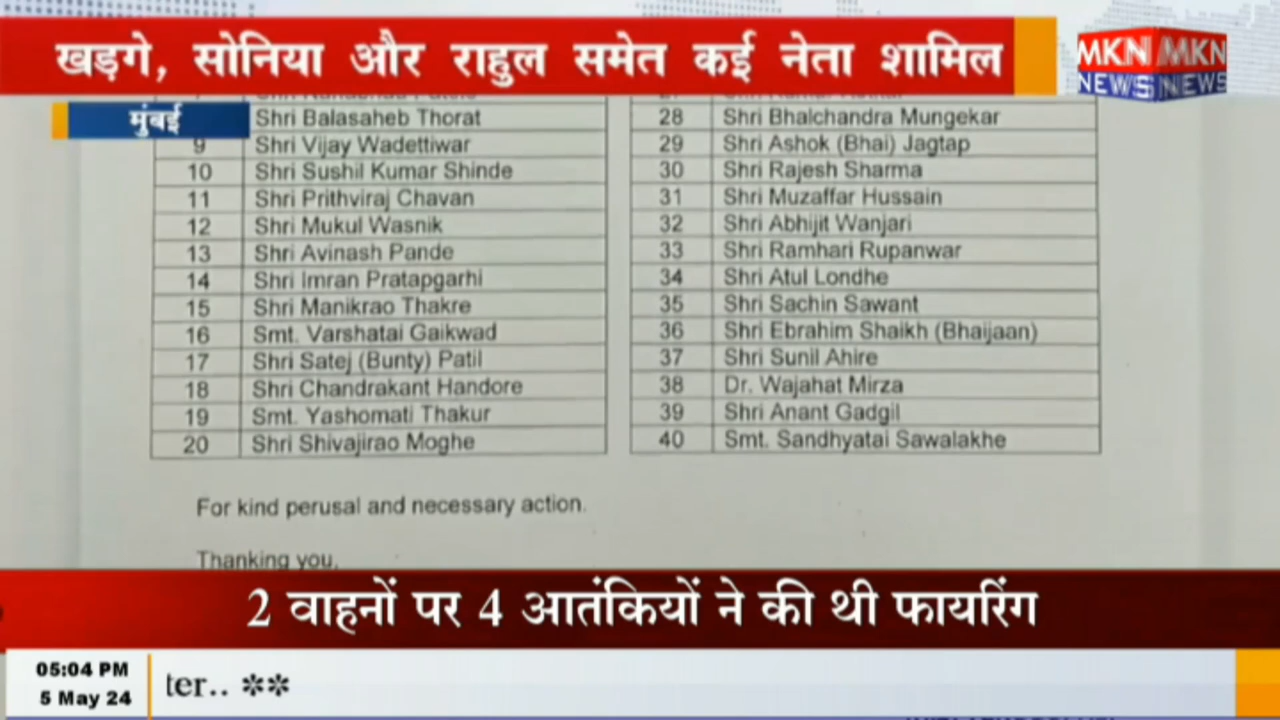 खड़गे, सोनिया और राहुल समेत कई नेता शामिल
MKN MKN
NEWS NEWS
मुंबई
Shri Balasaheb Thorat
9 Shri Vijay Wadettiwar
10 Shri Sushil Kumar Shinde
11 Shri Prithviraj Chavan
12 Shri Mukul Wasnik
13 Shri Avinash Pande
14 Shri Imran Pratapgarhi
15 Shri Manikrao Thakre
16 Smt. Varshatai Gaikwad
17 Shri Satej (Bunty) Patil
18 Shri Chandrakant Handore
19 Smt. Yashomati Thakur
20 Shri Shivajirao Moghe
28 Shri Bhalchandra Mungekar
29 Shri Ashok (Bhai) Jagtap
30 Shri Rajesh Sharma
31 Shri Muzaffar Hussain
32 Shri Abhijit Wanjari
33 Shri Ramhari Rupanwar
34 Shri Atul Londhe
35 Shri Sachin Sawant
36 Shri Ebrahim Shaikh (Bhaijaan)
37 Shri Sunil Ahire
38 Dr. Wajahat Mirza
39 Shri Anant Gadgil
40 Smt. Sandhyatai Sawalakhe
For kind perusal and necessary action.
Thanking you,
2 वाहनों पर 4 आतंकियों ने की थी फायरिंग
05:04 PM
5 May 24
ter.. **